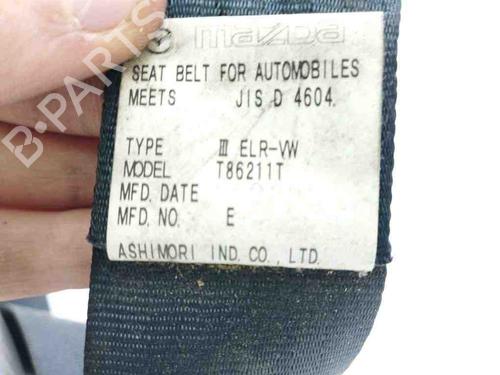 mazda
SEAT BELT FOR AUTOMOBILES
MEETS JIS D 4604.
TYPE Ⅲ ELR-VW
MODEL T86211T
MFD. DATE
MFD. NO. E
ASHIMORI IND. CO., LTD.